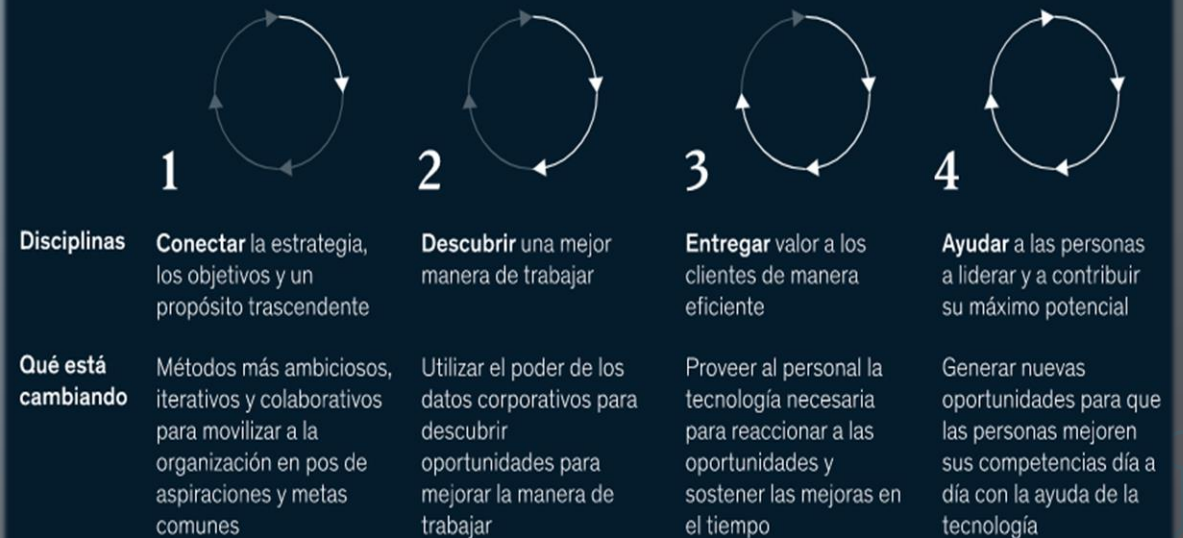 1
2
3
4
Disciplinas
Conectar la estrategia,
los objetivos y un
propósito trascendente
Descubrir una mejor
manera de trabajar
Entregar valor a los
clientes de manera
eficiente
Ayudar a las personas
a liderar y a contribuir
su máximo potencial
Qué está
cambiando
Métodos más ambiciosos,
iterativos y colaborativos
para movilizar a la
organización en pos de
aspiraciones y metas
comunes
Utilizar el poder de los
datos corporativos para
descubrir
oportunidades para
mejorar la manera de
trabajar
Proveer al personal la
tecnología necesaria
para reaccionar a las
oportunidades y
sostener las mejoras en
el tiempo
Generar nuevas
oportunidades para que
las personas mejoren
sus competencias día a
día con la ayuda de la
tecnología